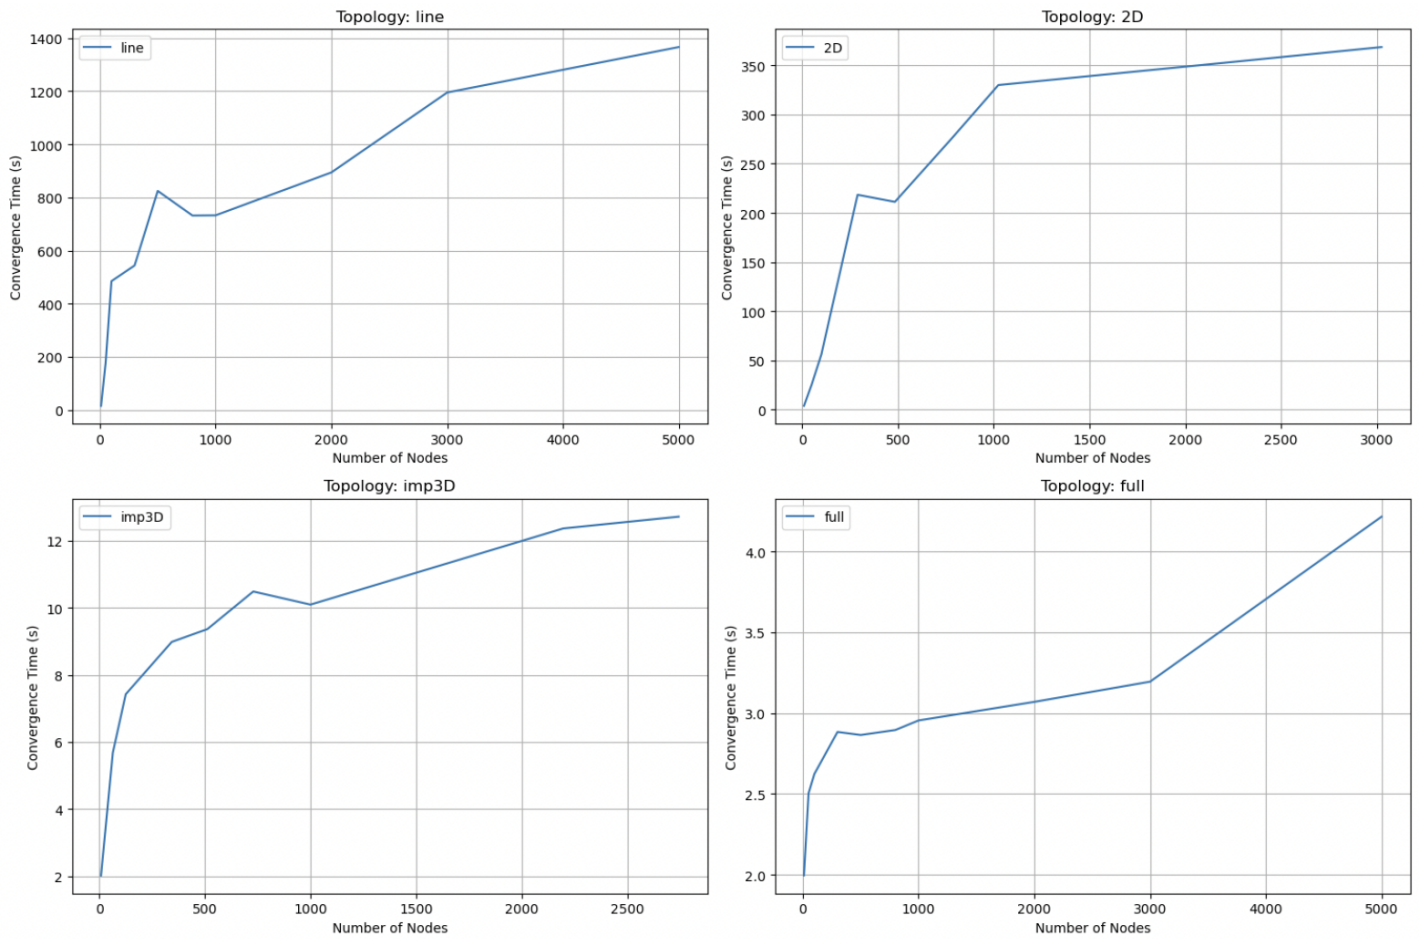 Topology: line
line
1400
1200
1000
800
600
400
200
0
Convergence Time (s)
0 1000 2000 3000 4000 5000
Number of Nodes
Topology: 2D
2D
350
300
250
200
150
100
50
0
Convergence Time (s)
0 500 1000 1500 2000 2500 3000
Number of Nodes
Topology: imp3D
imp3D
12
10
8
6
4
2
Convergence Time (s)
0 500 1000 1500 2000 2500
Number of Nodes
Topology: full
full
4.0
3.5
3.0
2.5
2.0
Convergence Time (s)
0 1000 2000 3000 4000 5000
Number of Nodes